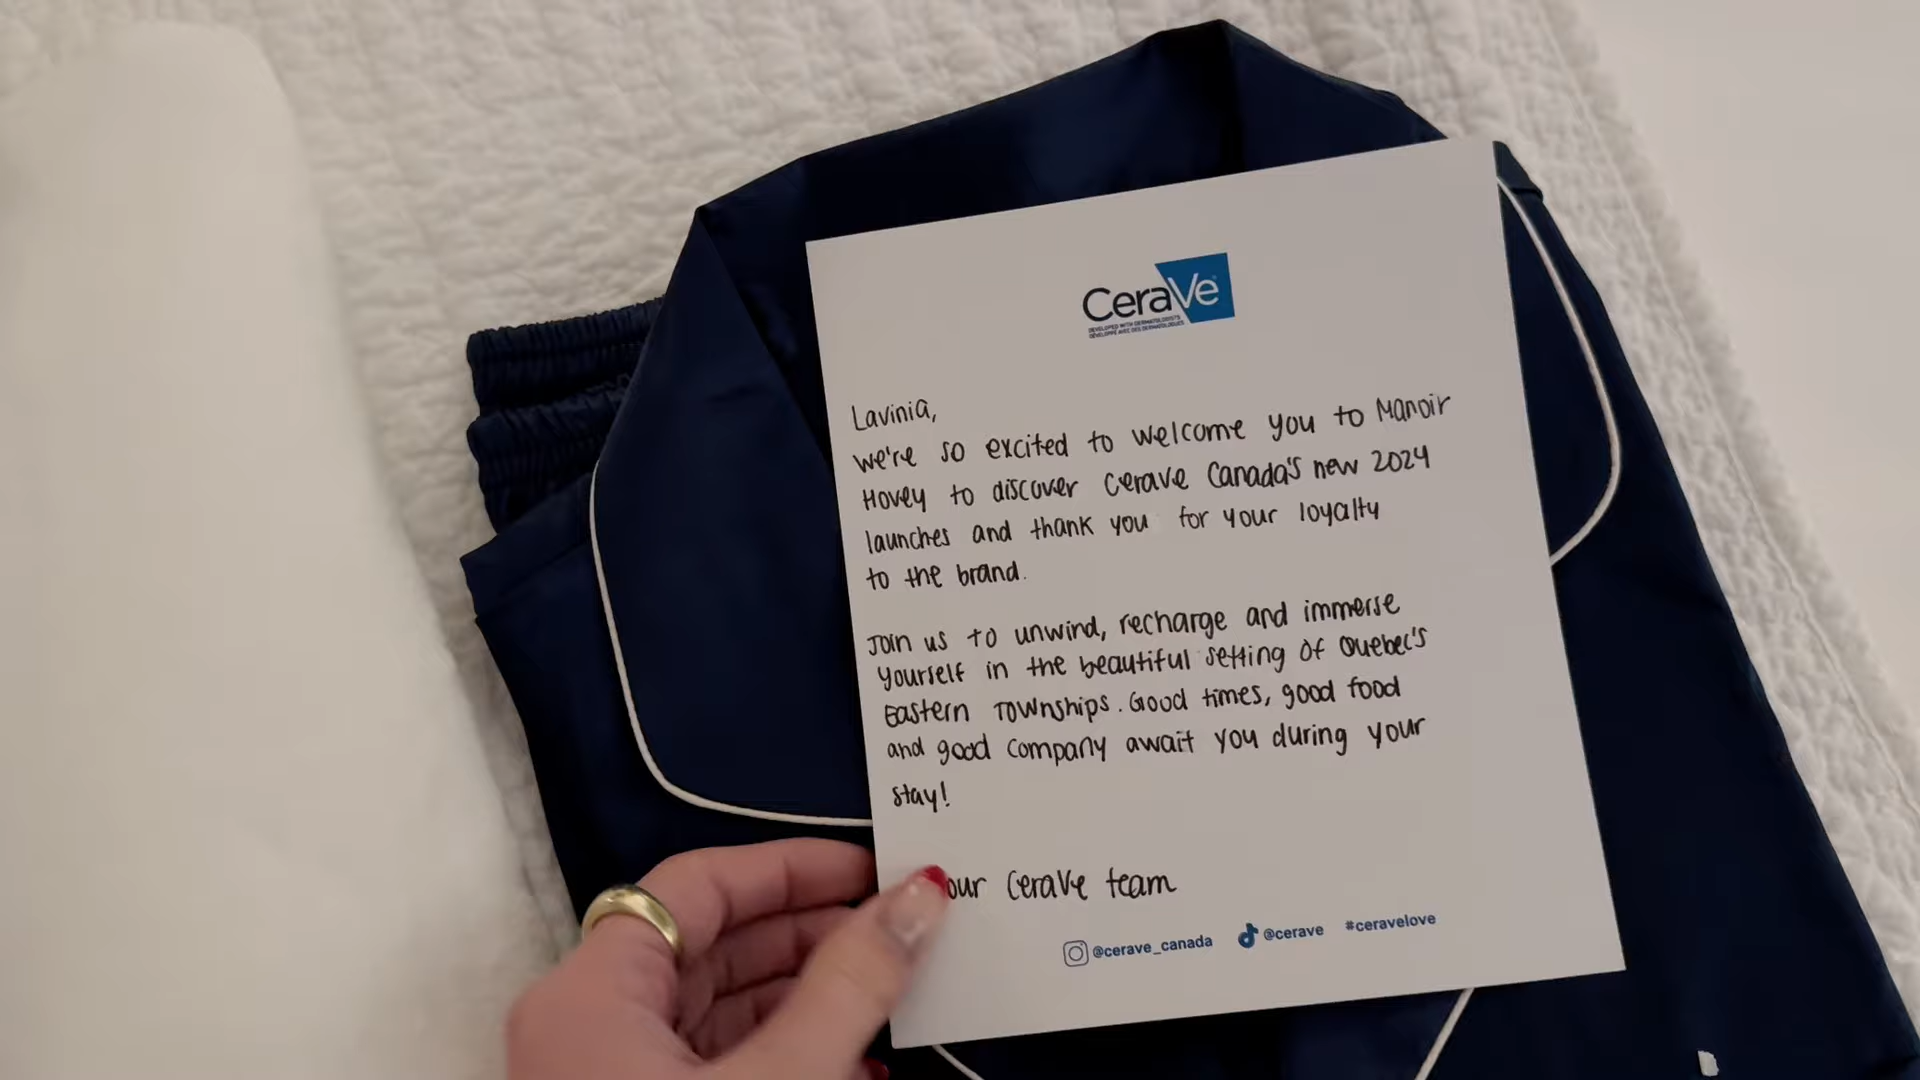 CeraVe
DEVELOPED WITH DERMATOLOGISTS
DÉVELOPPÉ AVEC DES DERMATOLOGUES
Lavinia,
we're so excited to welcome you to Manoir
Hovey to discover Cerave Canada's new 2024
launches and thank you for your loyalty
to the brand.
Join us to unwind, recharge and immerse
yourself in the beautiful setting of Quebec's
Eastern Townships. Good times, good food
and good company await you during your
stay!
our CeraVe team
@cerave_canada @cerave #ceravelove